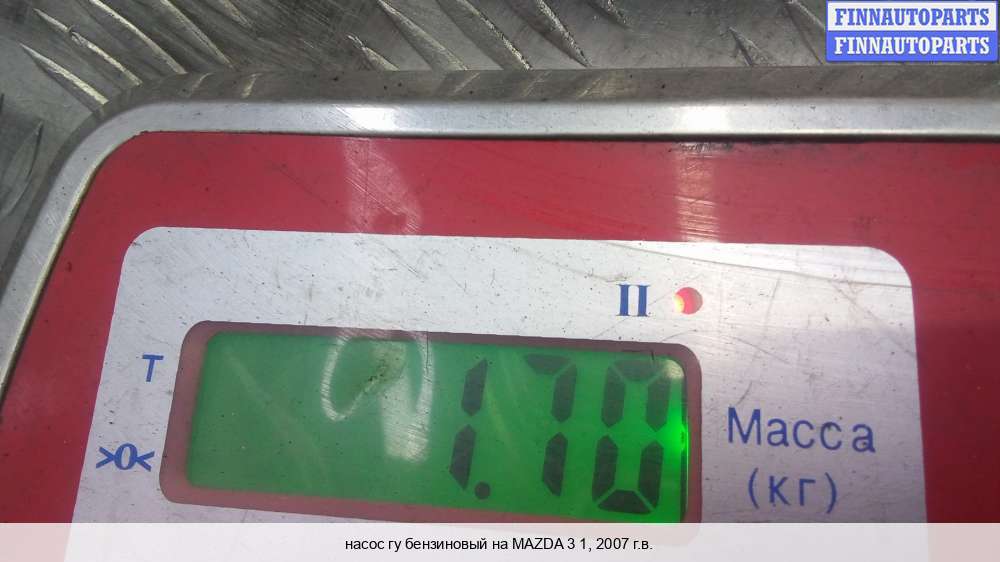 FINNAUTOPARTS
FINNAUTOPARTS
II
T
>0<
1.70
Масса
(кг)
насос гу бензиновый на MAZDA 3 1, 2007 г.в.